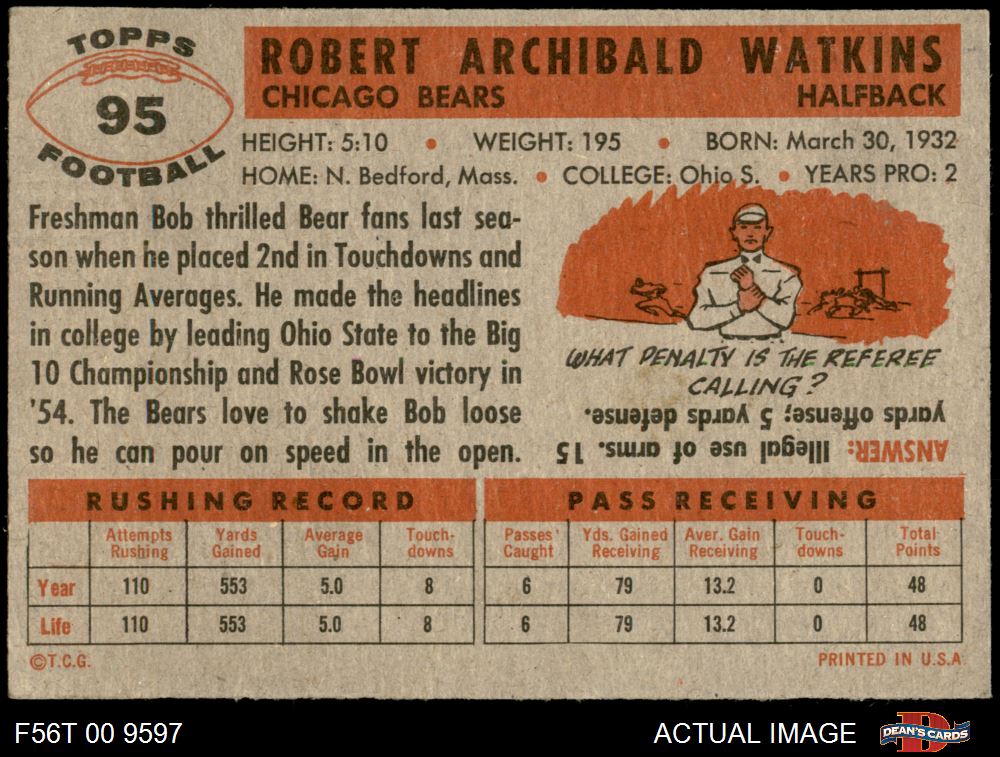 TOPPS
95
FOOTBALL
ROBERT ARCHIBALD WATKINS
CHICAGO BEARS HALFBACK
HEIGHT: 5:10 • WEIGHT: 195 • BORN: March 30, 1932
HOME: N. Bedford, Mass. • COLLEGE: Ohio S. • YEARS PRO: 2
Freshman Bob thrilled Bear fans last sea-
son when he placed 2nd in Touchdowns and
Running Averages. He made the headlines
in college by leading Ohio State to the Big
10 Championship and Rose Bowl victory in
'54. The Bears love to shake Bob loose
so he can pour on speed in the open.
WHAT PENALTY IS THE REFEREE
CALLING?
ANSWER: Illegal use of arms. 15
yards offense; 5 yards defense.
RUSHING RECORD
Attempts Rushing Yards Gained Average Gain Touch-downs
Year 110 553 5.0 8
Life 110 553 5.0 8
PASS RECEIVING
Passes' Caught Yds. Gained Receiving Aver. Gain Receiving Touch-downs Total Points
6 79 13.2 0 48
6 79 13.2 0 48
©T.C.G. PRINTED IN U.S.A.
F56T 00 9597 ACTUAL IMAGE DEAN'S CARDS